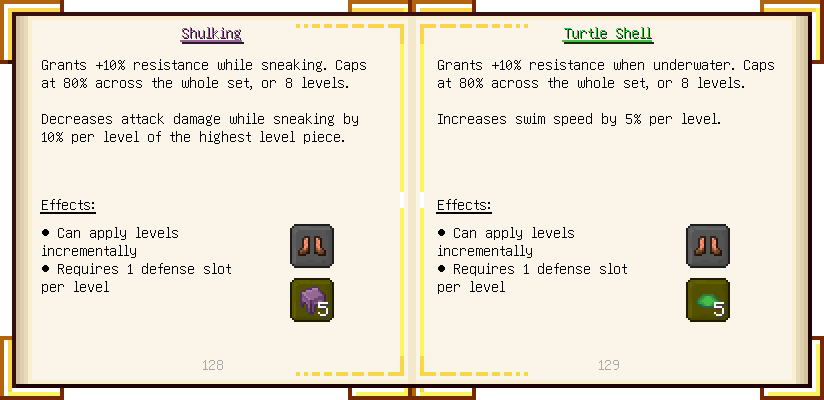 Shulking
Grants +10% resistance while sneaking. Caps
at 80% across the whole set, or 8 levels.
Decreases attack damage while sneaking by
10% per level of the highest level piece.
Effects:
• Can apply levels
incrementally
• Requires 1 defense slot
per level
5
128
Turtle Shell
Grants +10% resistance when underwater. Caps
at 80% across the whole set, or 8 levels.
Increases swim speed by 5% per level.
Effects:
• Can apply levels
incrementally
• Requires 1 defense slot
per level
5
129